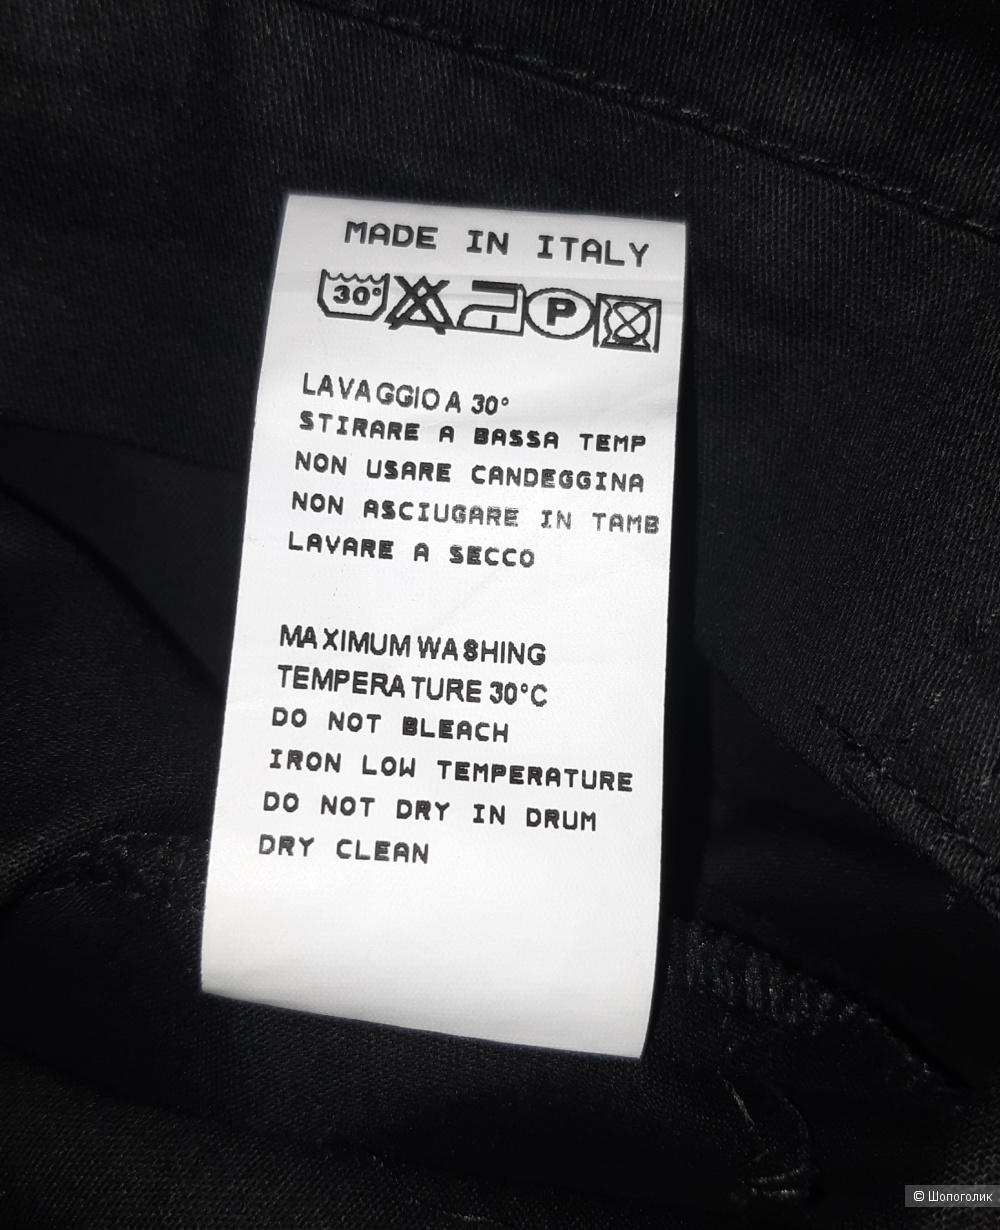 MADE IN ITALY
30° P
LAVAGGIO A 30°
STIRARE A BASSA TEMP
NON USARE CANDEGGINA
NON ASCIUGARE IN TAMB
LAVARE A SECCO
MAXIMUM WASHING
TEMPERATURE 30°C
DO NOT BLEACH
IRON LOW TEMPERATURE
DO NOT DRY IN DRUM
DRY CLEAN
© Шопоголик